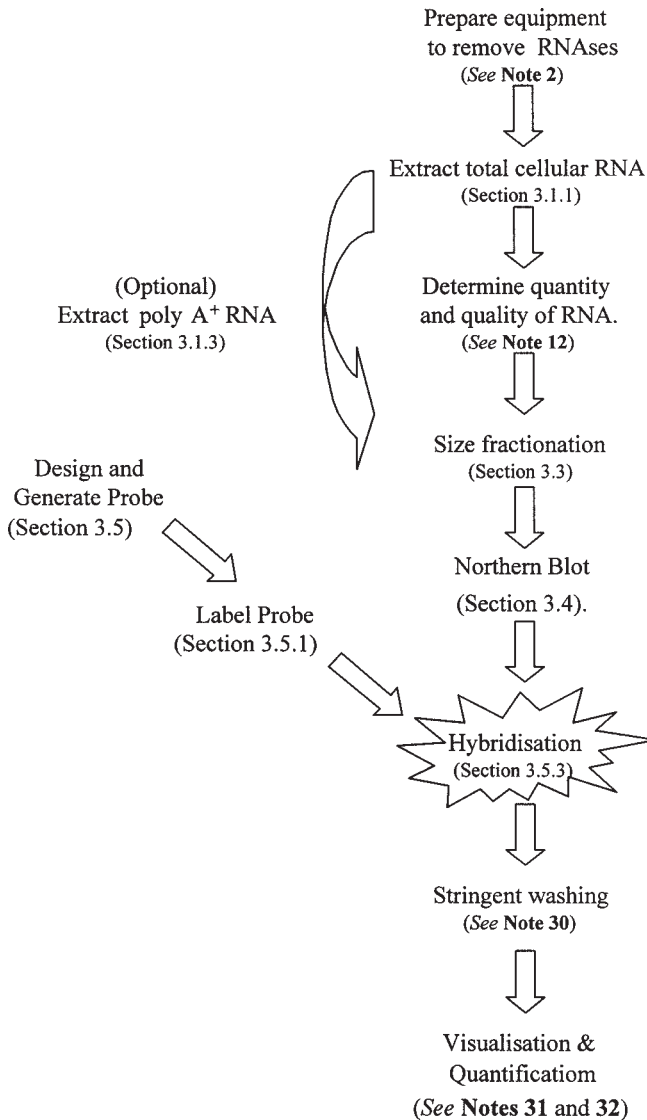 Prepare equipment
to remove RNAses
(See Note 2)
Extract total cellular RNA
(Section 3.1.1)
(Optional)
Extract poly A+ RNA
(Section 3.1.3)
Determine quantity
and quality of RNA.
(See Note 12)
Size fractionation
(Section 3.3)
Design and
Generate Probe
(Section 3.5)
Northern Blot
(Section 3.4).
Label Probe
(Section 3.5.1)
Hybridisation
(Section 3.5.3)
Stringent washing
(See Note 30)
Visualisation &
Quantificatiom
(See Notes 31 and 32)